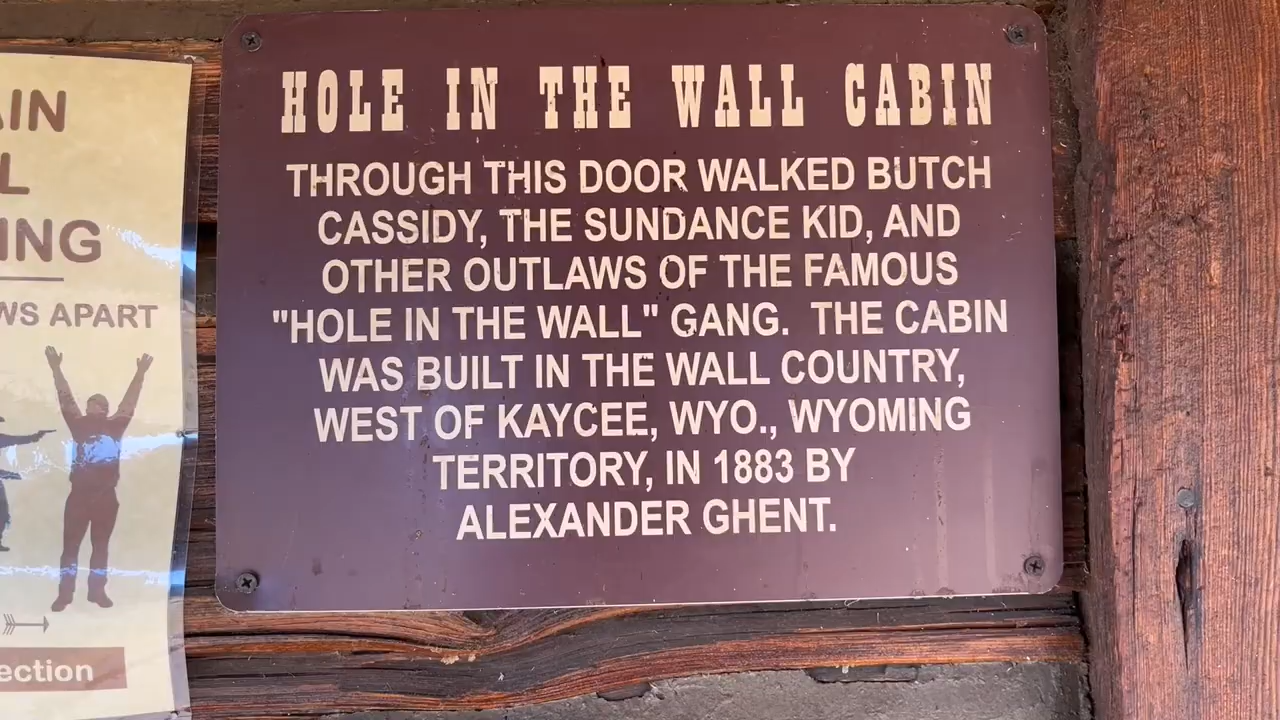 HOLE IN THE WALL CABIN
THROUGH THIS DOOR WALKED BUTCH
CASSIDY, THE SUNDANCE KID, AND
OTHER OUTLAWS OF THE FAMOUS
"HOLE IN THE WALL" GANG. THE CABIN
WAS BUILT IN THE WALL COUNTRY,
WEST OF KAYCEE, WYO., WYOMING
TERRITORY, IN 1883 BY
ALEXANDER GHENT.
APART